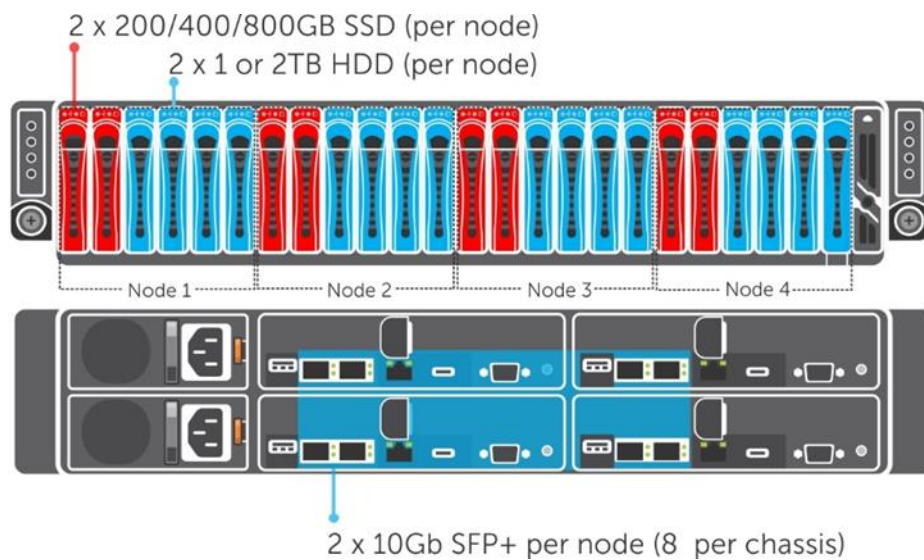 2 x 200/400/800GB SSD (per node)
2 x 1 or 2TB HDD (per node)
Node 1 Node 2 Node 3 Node 4
2 x 10Gb SFP+ per node (8 per chassis)